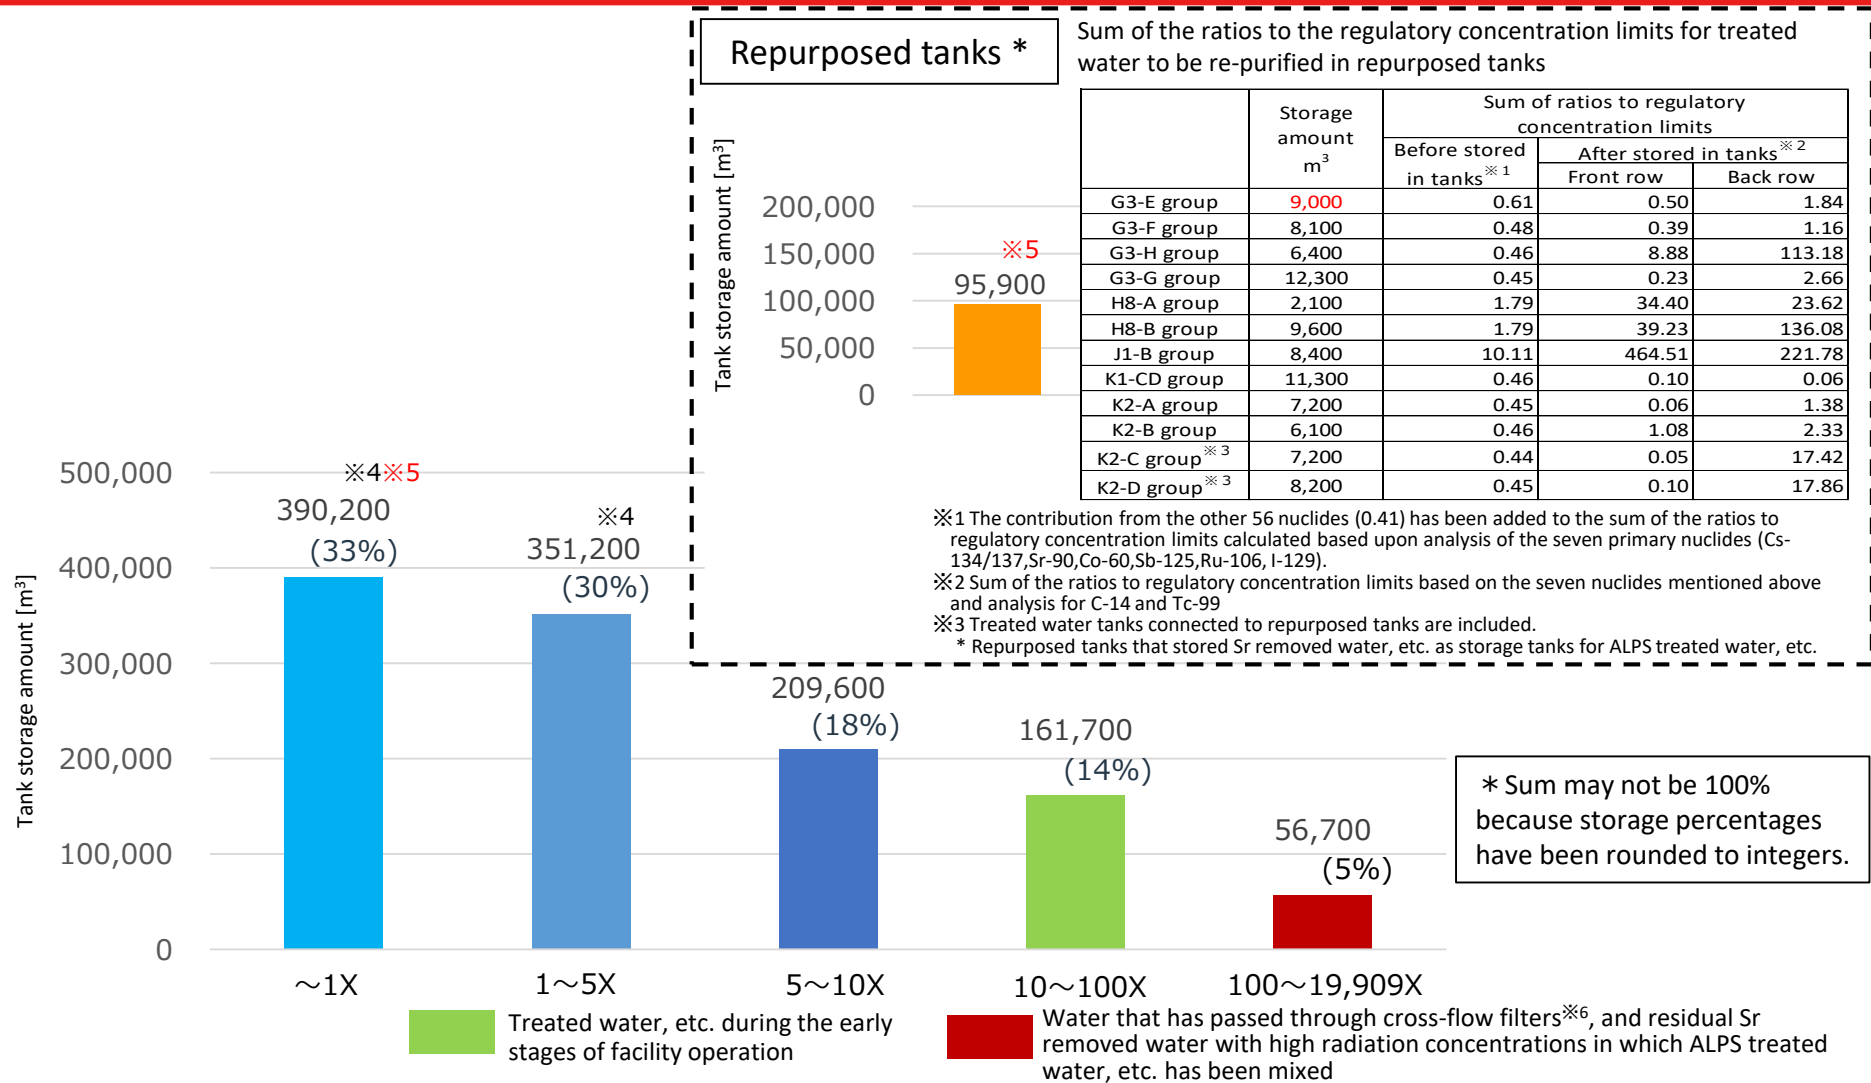 Repurposed tanks *
Sum of the ratios to the regulatory concentration limits for treated
water to be re-purified in repurposed tanks
Storage
amount
m³
Sum of ratios to regulatory
concentration limits
Before stored
in tanks※1
After stored in tanks※2
Front row Back row
G3-E group 9,000 0.61 0.50 1.84
G3-F group 8,100 0.48 0.39 1.16
G3-H group 6,400 0.46 8.88 113.18
G3-G group 12,300 0.45 0.23 2.66
H8-A group 2,100 1.79 34.40 23.62
H8-B group 9,600 1.79 39.23 136.08
J1-B group 8,400 10.11 464.51 221.78
K1-CD group 11,300 0.46 0.10 0.06
K2-A group 7,200 0.45 0.06 1.38
K2-B group 6,100 0.46 1.08 2.33
K2-C group※3 7,200 0.44 0.05 17.42
K2-D group※3 8,200 0.45 0.10 17.86
Tank storage amount [m³]
200,000
150,000
100,000
50,000
0
※5
95,900
※1 The contribution from the other 56 nuclides (0.41) has been added to the sum of the ratios to
regulatory concentration limits calculated based upon analysis of the seven primary nuclides (Cs-
134/137,Sr-90,Co-60,Sb-125,Ru-106, I-129).
※2 Sum of the ratios to regulatory concentration limits based on the seven nuclides mentioned above
and analysis for C-14 and Tc-99
※3 Treated water tanks connected to repurposed tanks are included.
* Repurposed tanks that stored Sr removed water, etc. as storage tanks for ALPS treated water, etc.
Tank storage amount [m³]
500,000
400,000
300,000
200,000
100,000
0
※4※5
390,200
(33%)
※4
351,200
(30%)
209,600
(18%)
161,700
(14%)
56,700
(5%)
～1X
1～5X
5～10X
10～100X
100～19,909X
＊Sum may not be 100%
because storage percentages
have been rounded to integers.
Treated water, etc. during the early
stages of facility operation
Water that has passed through cross-flow filters※6, and residual Sr
removed water with high radiation concentrations in which ALPS treated
water, etc. has been mixed